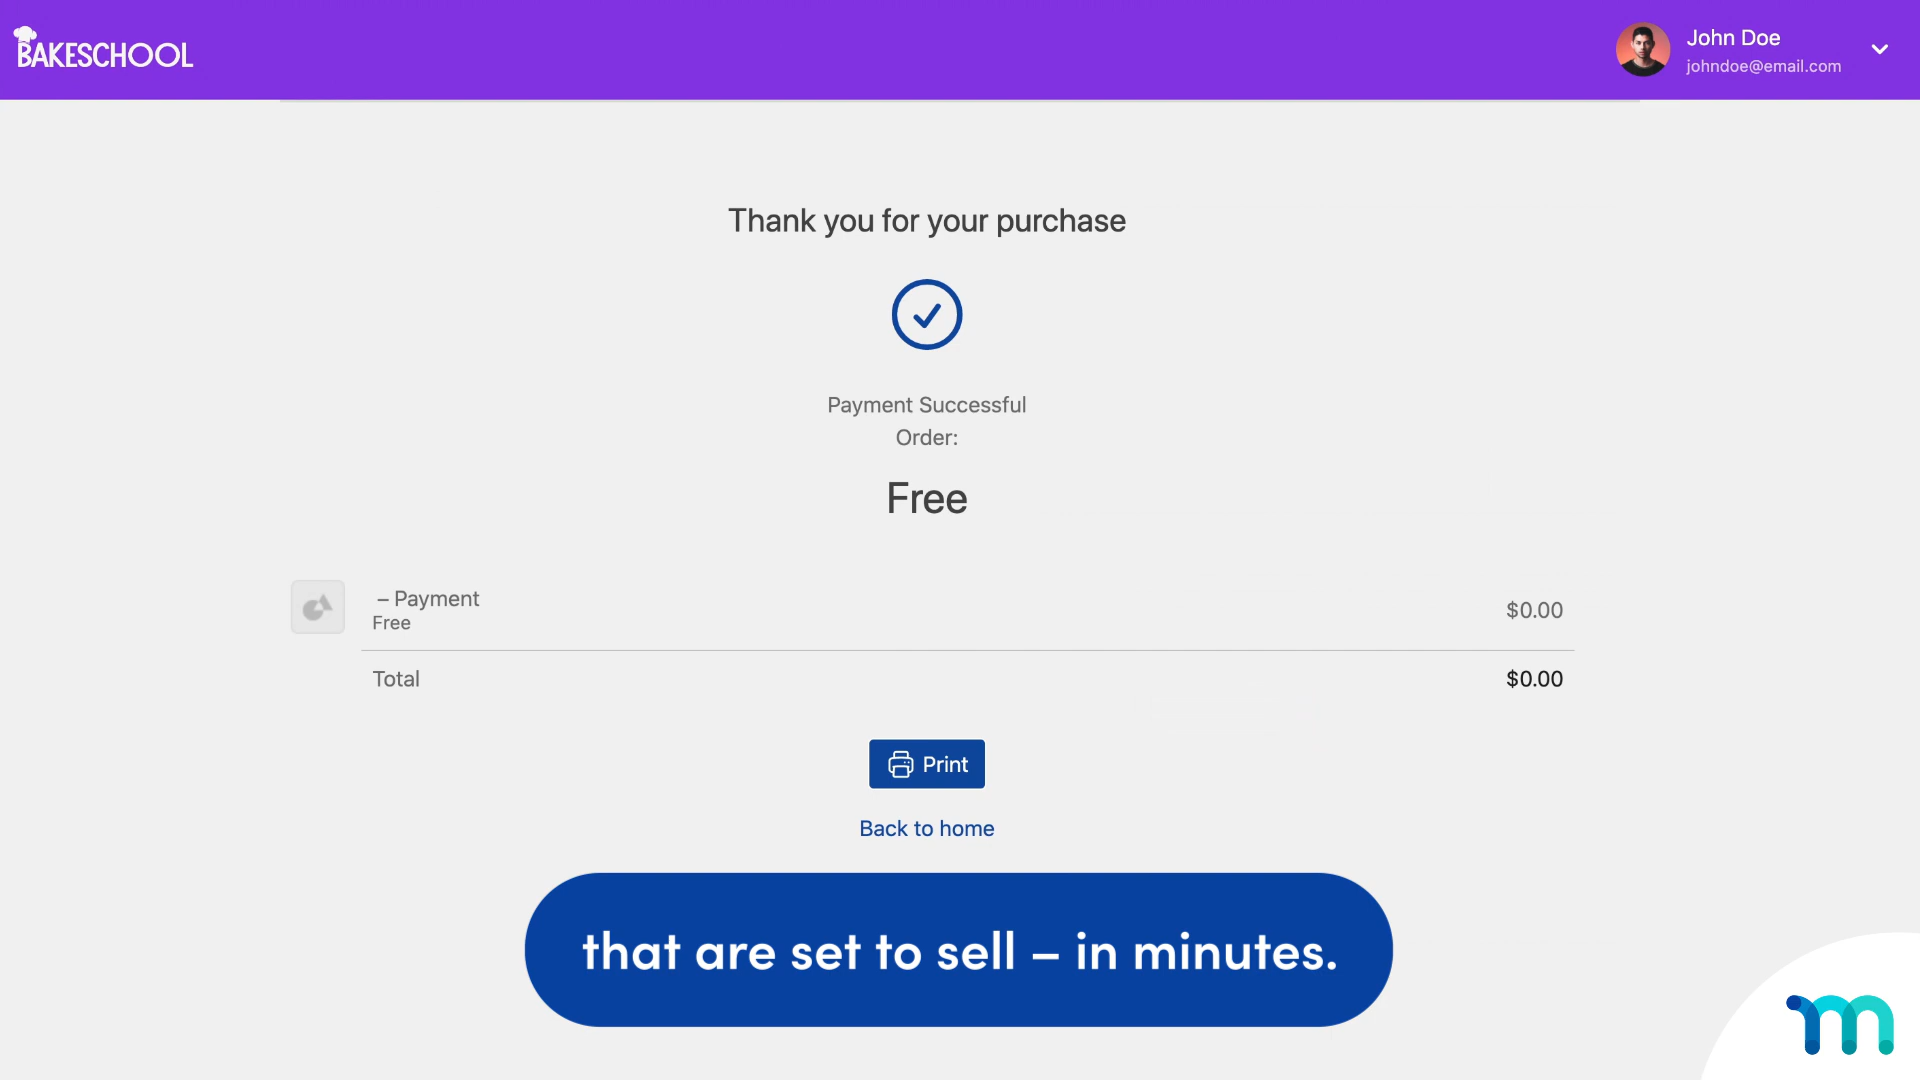 BAKESCHOOL
John Doe
johndoe@email.com
Thank you for your purchase
Payment Successful
Order:
Free
– Payment
$0.00
Free
Total
$0.00
Print
Back to home
that are set to sell – in minutes.
m